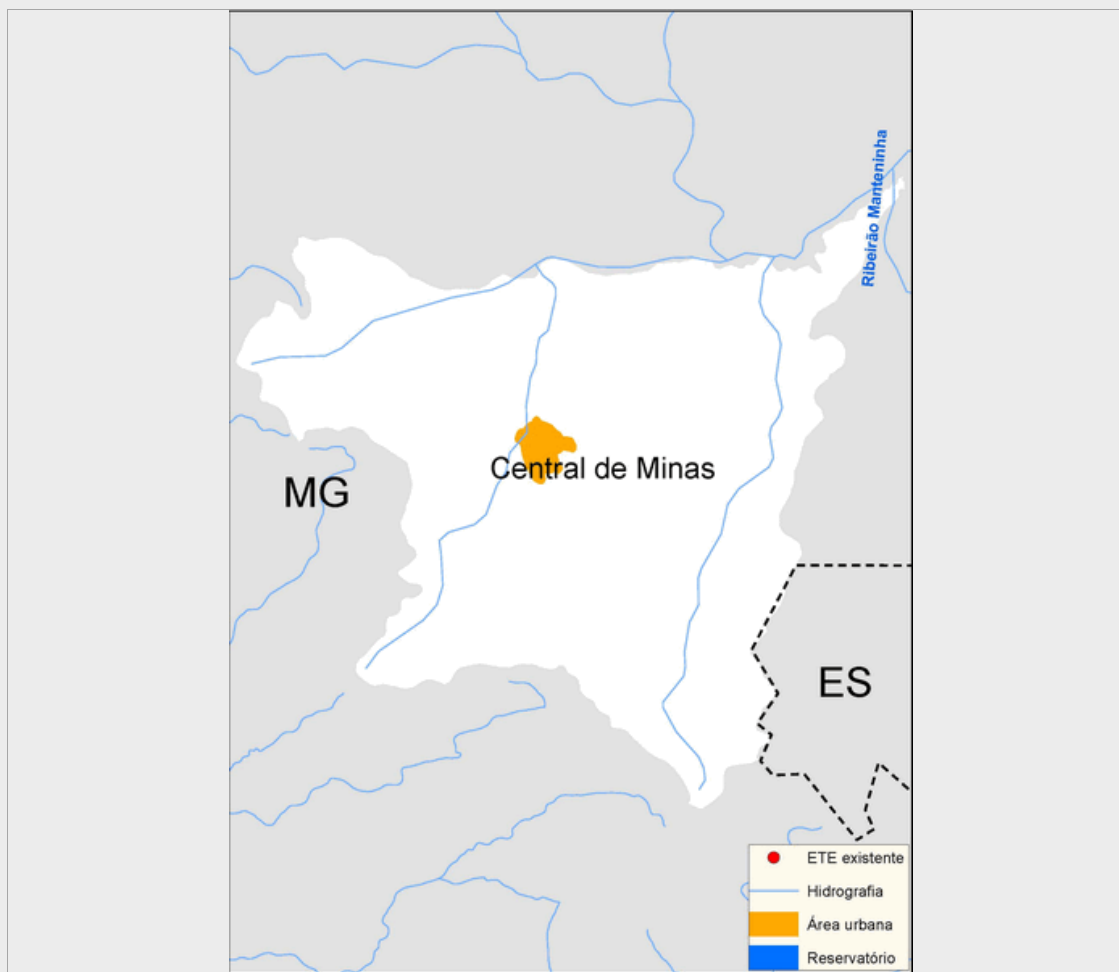 Ribeirão Manteninha
Central de Minas
MG
ES
ETE existente
Hidrografia
Área urbana
Reservatório